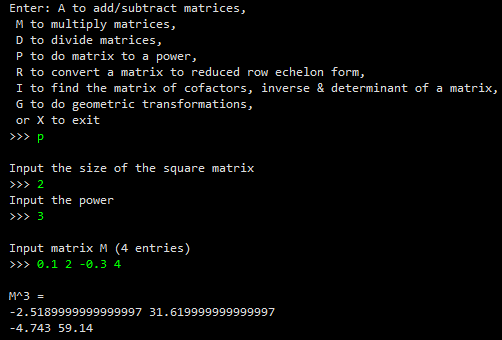 Enter: A to add/subtract matrices,
M to multiply matrices,
D to divide matrices,
P to do matrix to a power,
R to convert a matrix to reduced row echelon form,
I to find the matrix of cofactors, inverse & determinant of a matrix,
G to do geometric transformations,
or X to exit
>>> p
Input the size of the square matrix
>>> 2
Input the power
>>> 3
Input matrix M (4 entries)
>>> 0.1 2 -0.3 4
M^3 =
-2.5189999999999997 31.619999999999997
-4.743 59.14